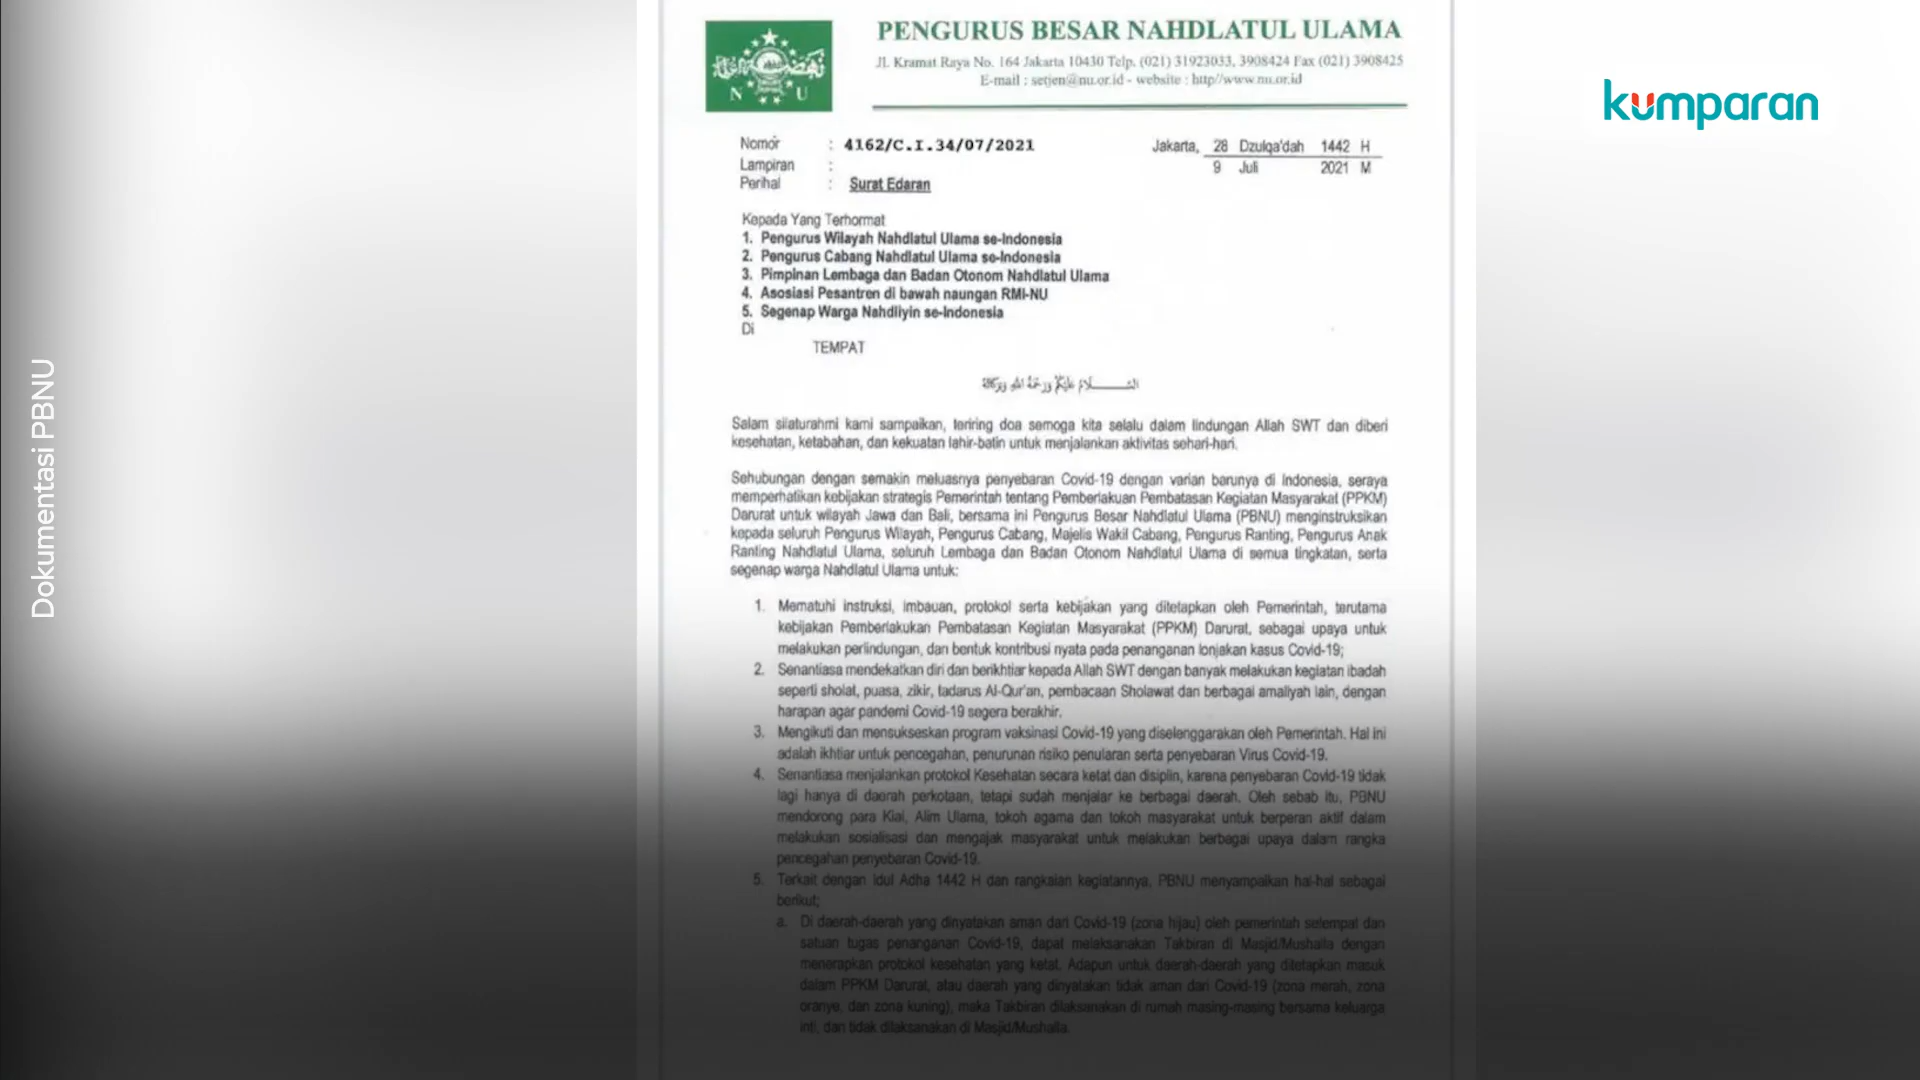 PENGURUS BESAR NAHDLATUL ULAMA
JL Kramat Raya No. 164 Jakarta 10430 Telp. (021) 31923033, 3908424 Fax (021) 3908425
E-mail : setjen@nu.or.id - website : http//www.nu.or.id
N U
kumparan
Nomor : 4162/C.I.34/07/2021
Jakarta, 28 Dzulqa'dah 1442 H
9 Juli 2021 M
Lampiran :
Perihal : Surat Edaran
Kepada Yang Terhormat
1. Pengurus Wilayah Nahdlatul Ulama se-Indonesia
2. Pengurus Cabang Nahdlatul Ulama se-Indonesia
3. Pimpinan Lembaga dan Badan Otonom Nahdlatul Ulama
4. Asosiasi Pesantren di bawah naungan RMI-NU
5. Segenap Warga Nahdliyin se-Indonesia
Di
TEMPAT
السلام عليكم ورحمة الله وبركاته
Salam silaturahmi kami sampaikan, teriring doa semoga kita selalu dalam lindungan Allah SWT dan diberi
kesehatan, ketabahan, dan kekuatan lahir-batin untuk menjalankan aktivitas sehari-hari.
Sehubungan dengan semakin meluasnya penyebaran Covid-19 dengan varian barunya di Indonesia, seraya
memperhatikan kebijakan strategis Pemerintah tentang Pemberlakuan Pembatasan Kegiatan Masyarakat (PPKM)
Darurat untuk wilayah Jawa dan Bali, bersama ini Pengurus Besar Nahdlatul Ulama (PBNU) menginstruksikan
kepada seluruh Pengurus Wilayah, Pengurus Cabang, Majelis Wakil Cabang, Pengurus Ranting, Pengurus Anak
Ranting Nahdlatul Ulama, seluruh Lembaga dan Badan Otonom Nahdlatul Ulama di semua tingkatan, serta
segenap warga Nahdlatul Ulama untuk:
1. Mematuhi instruksi, imbauan, protokol serta kebijakan yang ditetapkan oleh Pemerintah, terutama
kebijakan Pemberlakukan Pembatasan Kegiatan Masyarakat (PPKM) Darurat, sebagai upaya untuk
melakukan perlindungan, dan bentuk kontribusi nyata pada penanganan lonjakan kasus Covid-19;
2. Senantiasa mendekatkan diri dan berikhtiar kepada Allah SWT dengan banyak melakukan kegiatan ibadah
seperti sholat, puasa, zikir, tadarus Al-Qur'an, pembacaan Sholawat dan berbagai amaliyah lain, dengan
harapan agar pandemi Covid-19 segera berakhir.
3. Mengikuti dan mensukseskan program vaksinasi Covid-19 yang diselenggarakan oleh Pemerintah. Hal ini
adalah ikhtiar untuk pencegahan, penurunan risiko penularan serta penyebaran Virus Covid-19.
4. Senantiasa menjalankan protokol Kesehatan secara ketat dan disiplin, karena penyebaran Covid-19 tidak
lagi hanya di daerah perkotaan, tetapi sudah menjalar ke berbagai daerah. Oleh sebab itu, PBNU
mendorong para Kiai, Alim Ulama, tokoh agama dan tokoh masyarakat untuk berperan aktif dalam
melakukan sosialisasi dan mengajak masyarakat untuk melakukan berbagai upaya dalam rangka
pencegahan penyebaran Covid-19.
5. Terkait dengan Idul Adha 1442 H dan rangkaian kegiatannya, PBNU menyampaikan hal-hal sebagai
berikut;
a. Di daerah-daerah yang dinyatakan aman dari Covid-19 (zona hijau) oleh pemerintah setempat dan
satuan tugas penanganan Covid-19, dapat melaksanakan Takbiran di Masjid/Mushalla dengan
menerapkan protokol kesehatan yang ketat. Adapun untuk daerah-daerah yang ditetapkan masuk
dalam PPKM Darurat, atau daerah yang dinyatakan tidak aman dari Covid-19 (zona merah, zona
oranye, dan zona kuning), maka Takbiran dilaksanakan di rumah masing-masing bersama keluarga
inti, dan tidak dilaksanakan di Masjid/Mushalla.
Dokumentasi PBNU